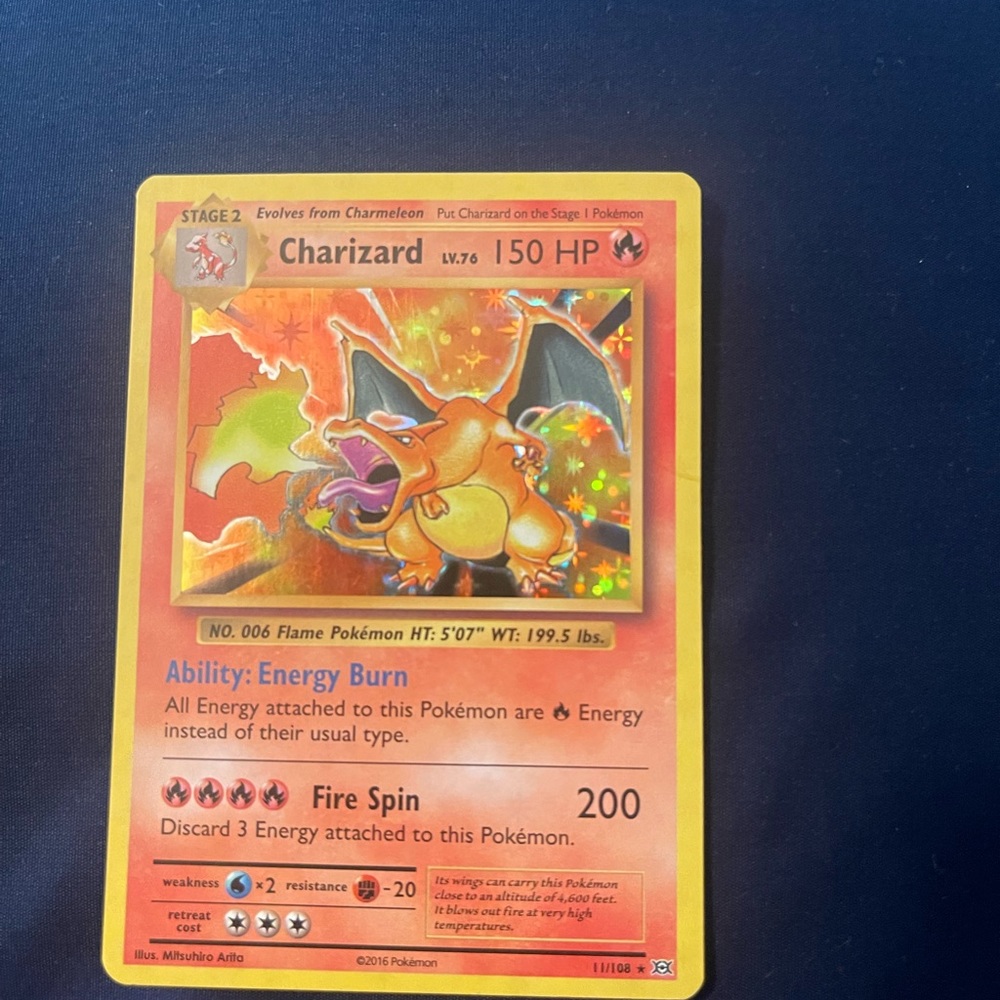 STAGE 2 Evolves from Charmeleon Put Charizard on the Stage 1 Pokémon
Charizard LV.76 150 HP
NO. 006 Flame Pokémon HT: 5'07" WT: 199.5 lbs.
Ability: Energy Burn
All Energy attached to this Pokémon are Energy
instead of their usual type.
Fire Spin 200
Discard 3 Energy attached to this Pokémon.
weakness ×2 resistance -20
retreat
cost
Its wings can carry this Pokémon
close to an altitude of 4,600 feet.
It blows out fire at very high
temperatures.
Illus. Mitsuhiro Arita ©2016 Pokémon 11/108 ★